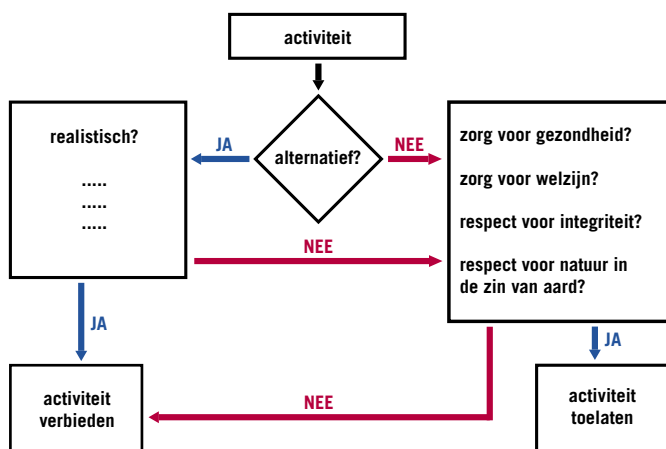 activiteit
alternatief?
JA
NEE
realistisch?
.....
.....
.....
zorg voor gezondheid?
zorg voor welzijn?
respect voor integriteit?
respect voor natuur in
de zin van aard?
NEE
JA
JA
NEE
activiteit
verbieden
activiteit
toelaten